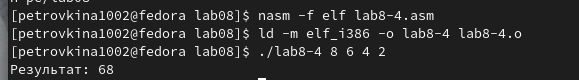 [petrovkina1002@fedora lab08]$ nasm -f elf lab8-4.asm
[petrovkina1002@fedora lab08]$ ld -m elf_i386 -o lab8-4 lab8-4.o
[petrovkina1002@fedora lab08]$ ./lab8-4 8 6 4 2
Результат: 68